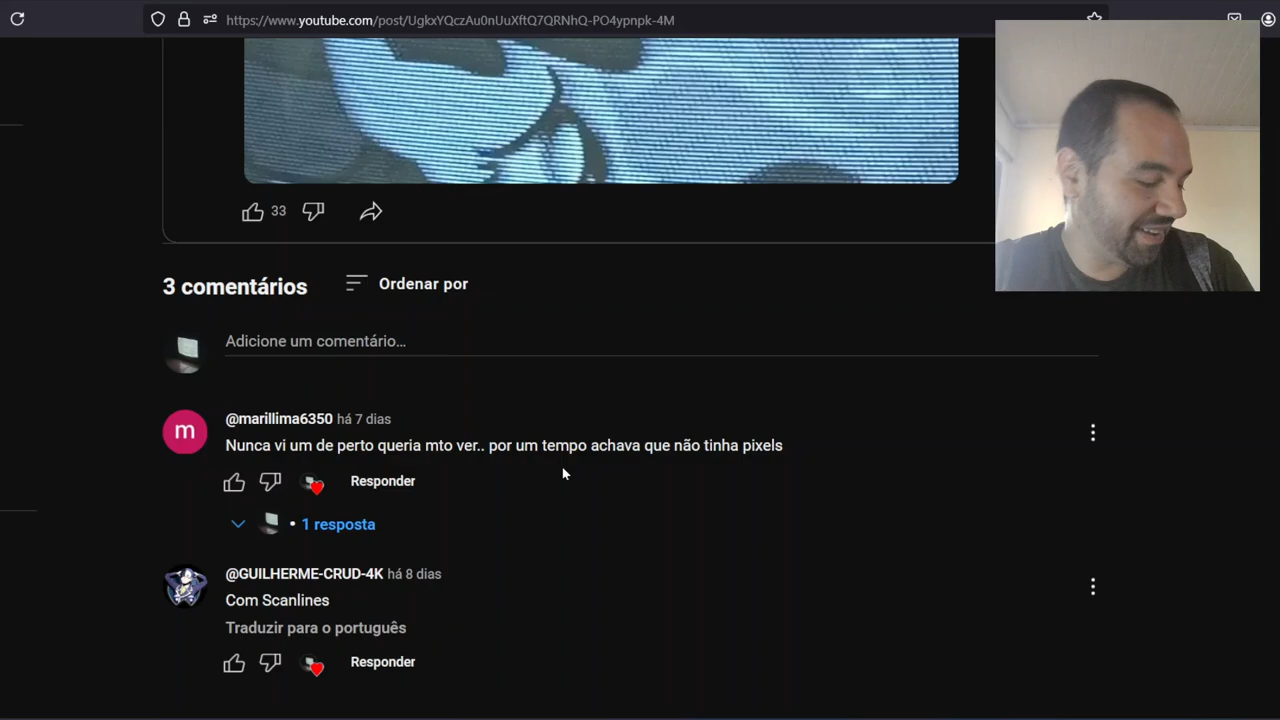 https://www.youtube.com/post/UgkxYQczAu0nUuXftQ7QRNhQ-PO4ypnpk-4M
33
3 comentários
Ordenar por
Adicione um comentário...
m
@marillima6350 há 7 dias
Nunca vi um de perto queria mto ver.. por um tempo achava que não tinha pixels
Responder
• 1 resposta
@GUILHERME-CRUD-4K há 8 dias
Com Scanlines
Traduzir para o português
Responder